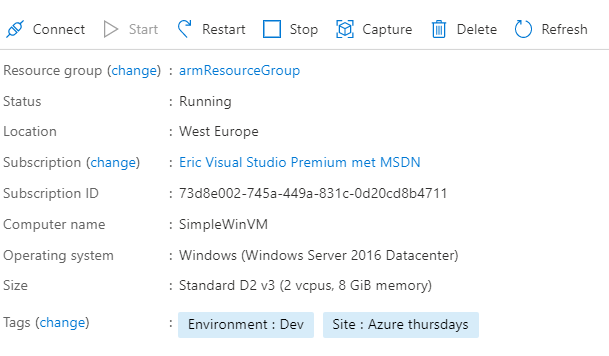 Connect Start Restart Stop Capture Delete Refresh
Resource group (change) : armResourceGroup
Status : Running
Location : West Europe
Subscription (change) : Eric Visual Studio Premium met MSDN
Subscription ID : 73d8e002-745a-449a-831c-0d20cd8b4711
Computer name : SimpleWinVM
Operating system : Windows (Windows Server 2016 Datacenter)
Size : Standard D2 v3 (2 vcpus, 8 GiB memory)
Tags (change) : Environment : Dev Site : Azure thursdays